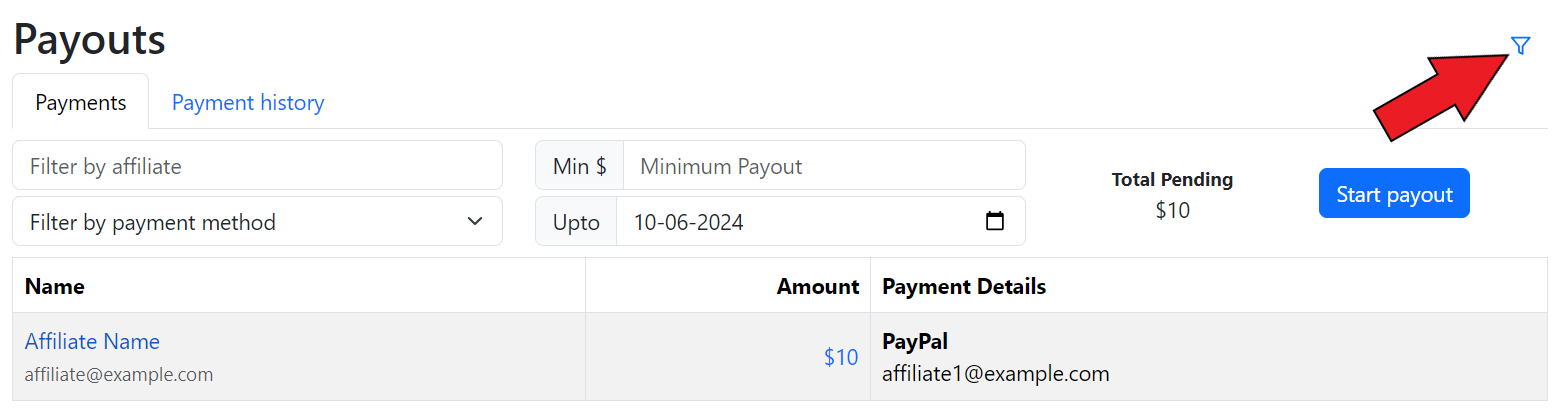 Payouts
Payments Payment history
Filter by affiliate Min $ Minimum Payout
Total Pending
$10
Start payout
Filter by payment method Upto 10-06-2024
Name Amount Payment Details
Affiliate Name
affiliate@example.com
$10
PayPal
affiliate1@example.com